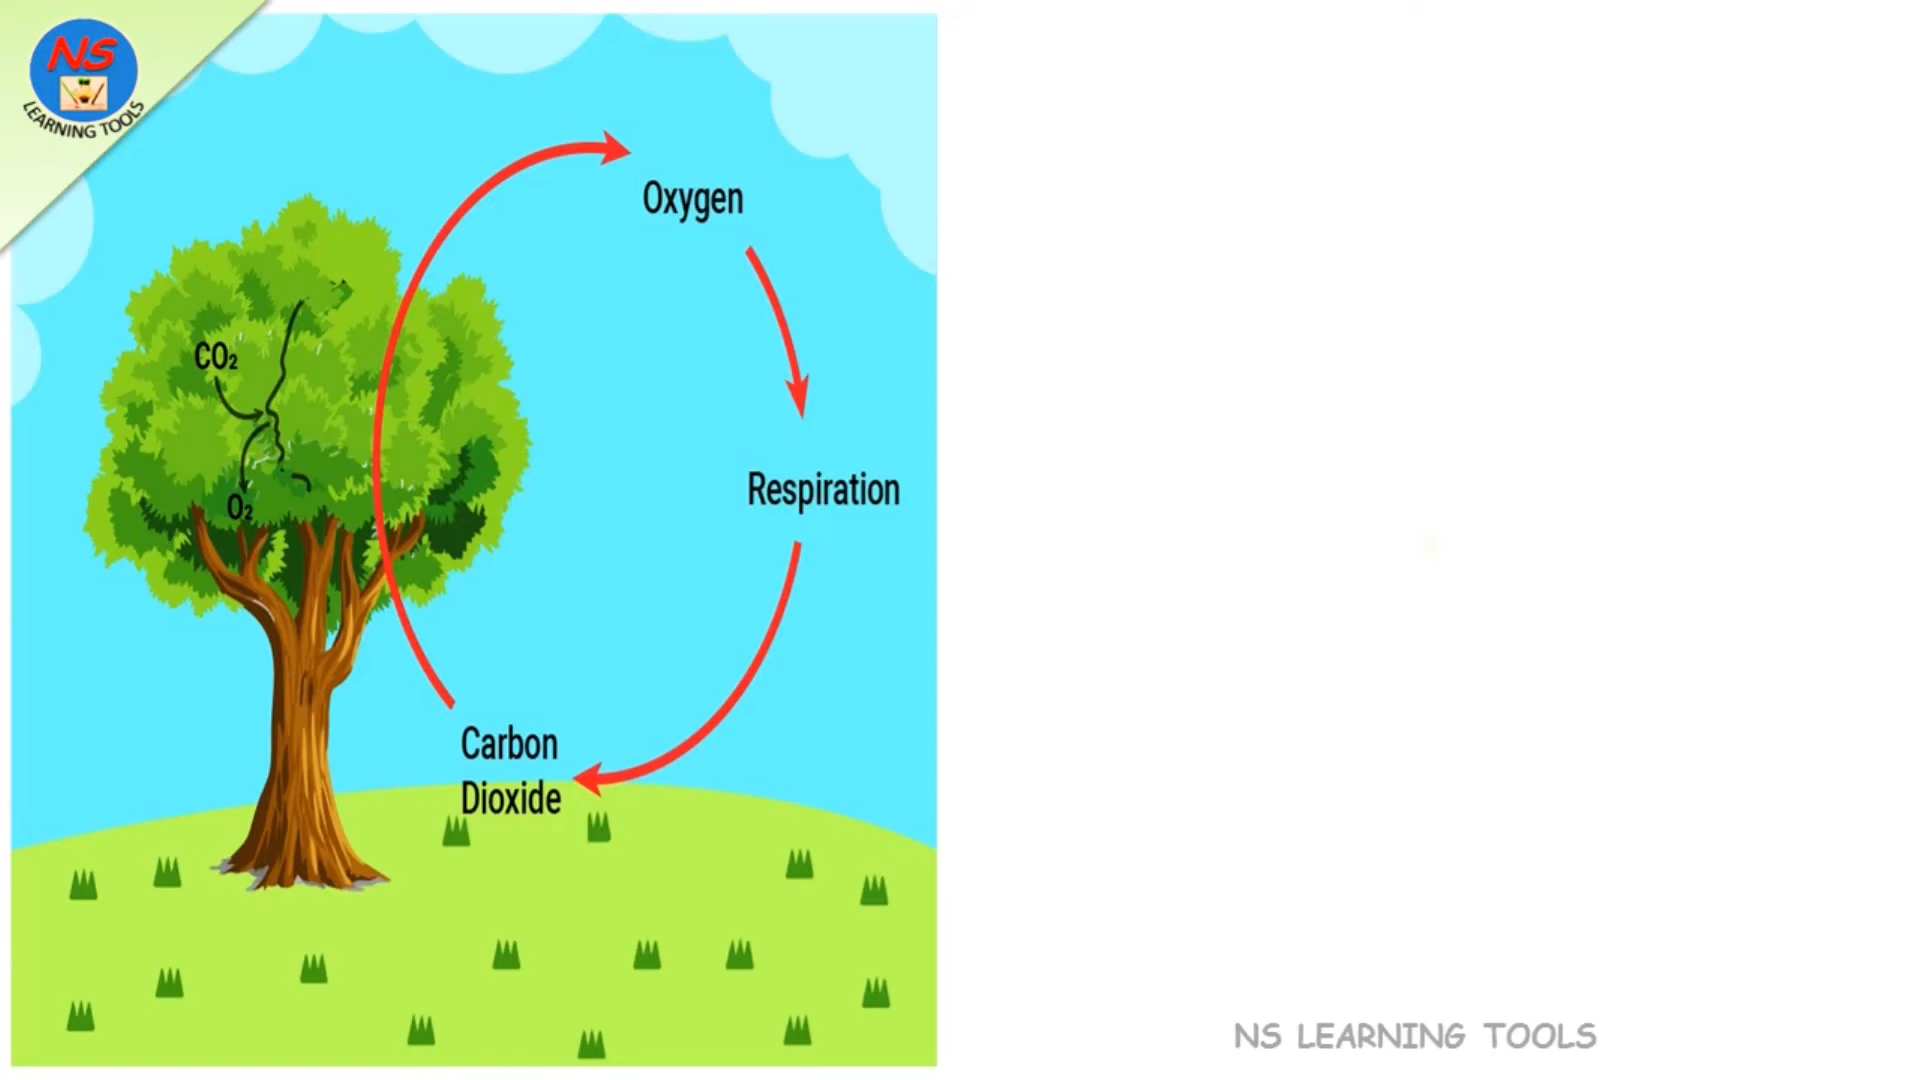 NS
LEARNING TOOLS
Oxygen
CO₂
Respiration
O₂
Carbon
Dioxide
NS LEARNING TOOLS